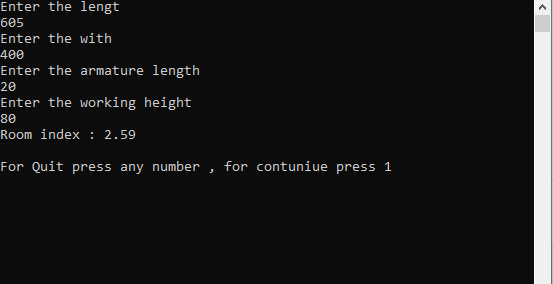 Enter the lengt
605
Enter the with
400
Enter the armature length
20
Enter the working height
80
Room index : 2.59
For Quit press any number , for contuniue press 1